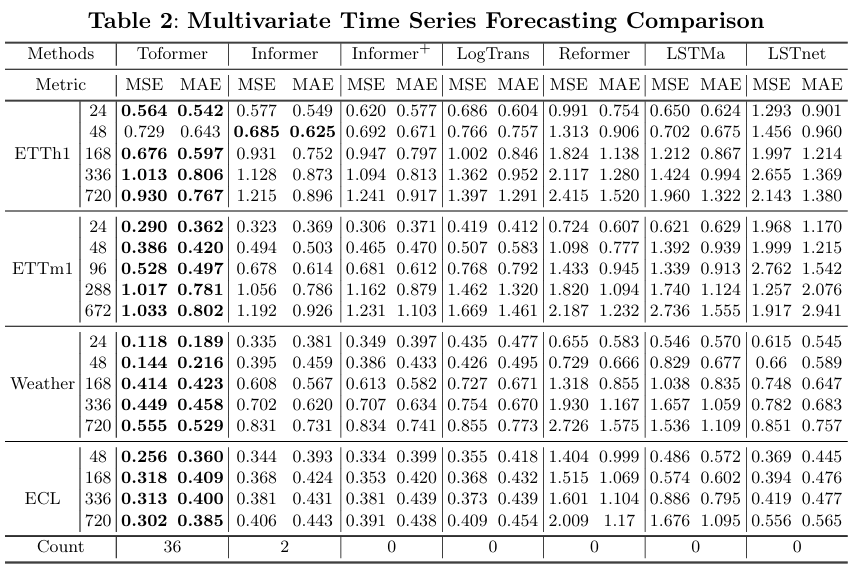 Table 2: Multivariate Time Series Forecasting Comparison
Methods Toformer Informer Informer+ LogTrans Reformer LSTMa LSTnet
Metric MSE MAE MSE MAE MSE MAE MSE MAE MSE MAE MSE MAE MSE MAE
24 0.564 0.542 0.577 0.549 0.620 0.577 0.686 0.604 0.991 0.754 0.650 0.624 1.293 0.901
48 0.729 0.643 0.685 0.625 0.692 0.671 0.766 0.757 1.313 0.906 0.702 0.675 1.456 0.960
ETTh1 168 0.676 0.597 0.931 0.752 0.947 0.797 1.002 0.846 1.824 1.138 1.212 0.867 1.997 1.214
336 1.013 0.806 1.128 0.873 1.094 0.813 1.362 0.952 2.117 1.280 1.424 0.994 2.655 1.369
720 0.930 0.767 1.215 0.896 1.241 0.917 1.397 1.291 2.415 1.520 1.960 1.322 2.143 1.380
24 0.290 0.362 0.323 0.369 0.306 0.371 0.419 0.412 0.724 0.607 0.621 0.629 1.968 1.170
48 0.386 0.420 0.494 0.503 0.465 0.470 0.507 0.583 1.098 0.777 1.392 0.939 1.999 1.215
ETTm1 96 0.528 0.497 0.678 0.614 0.681 0.612 0.768 0.792 1.433 0.945 1.339 0.913 2.762 1.542
288 1.017 0.781 1.056 0.786 1.162 0.879 1.462 1.320 1.820 1.094 1.740 1.124 1.257 2.076
672 1.033 0.802 1.192 0.926 1.231 1.103 1.669 1.461 2.187 1.232 2.736 1.555 1.917 2.941
24 0.118 0.189 0.335 0.381 0.349 0.397 0.435 0.477 0.655 0.583 0.546 0.570 0.615 0.545
48 0.144 0.216 0.395 0.459 0.386 0.433 0.426 0.495 0.729 0.666 0.829 0.677 0.66 0.589
Weather 168 0.414 0.423 0.608 0.567 0.613 0.582 0.727 0.671 1.318 0.855 1.038 0.835 0.748 0.647
336 0.449 0.458 0.702 0.620 0.707 0.634 0.754 0.670 1.930 1.167 1.657 1.059 0.782 0.683
720 0.555 0.529 0.831 0.731 0.834 0.741 0.855 0.773 2.726 1.575 1.536 1.109 0.851 0.757
48 0.256 0.360 0.344 0.393 0.334 0.399 0.355 0.418 1.404 0.999 0.486 0.572 0.369 0.445
168 0.318 0.409 0.368 0.424 0.353 0.420 0.368 0.432 1.515 1.069 0.574 0.602 0.394 0.476
ECL 336 0.313 0.400 0.381 0.431 0.381 0.439 0.373 0.439 1.601 1.104 0.886 0.795 0.419 0.477
720 0.302 0.385 0.406 0.443 0.391 0.438 0.409 0.454 2.009 1.17 1.676 1.095 0.556 0.565
Count 36 2 0 0 0 0 0